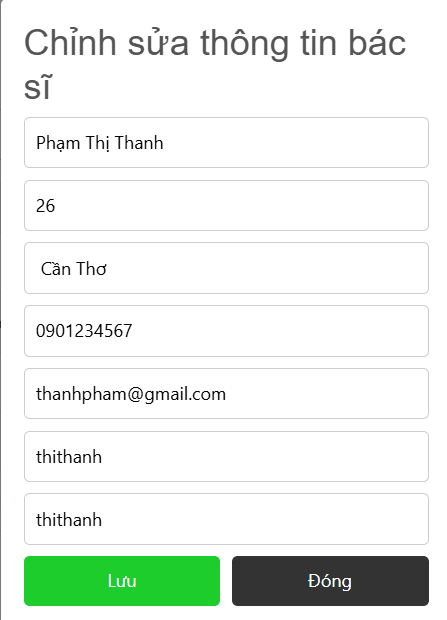 Chỉnh sửa thông tin bác
sĩ
Phạm Thị Thanh
26
Cần Thơ
0901234567
thanhpham@gmail.com
thithanh
thithanh
Lưu
Đóng